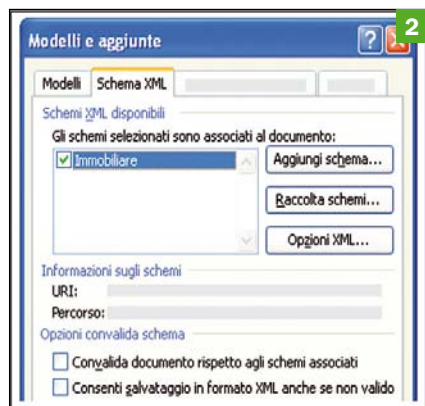 2
Modelli e aggiunte
Modelli Schema XML
Schemi XML disponibili
Gli schemi selezionati sono associati al documento:
Immobiliare
Aggiungi schema...
Raccolta schemi...
Opzioni XML...
Informazioni sugli schemi
URI:
Percorso:
Opzioni convalida schema
Convalida documento rispetto agli schemi associati
Consenti salvataggio in formato XML anche se non valido